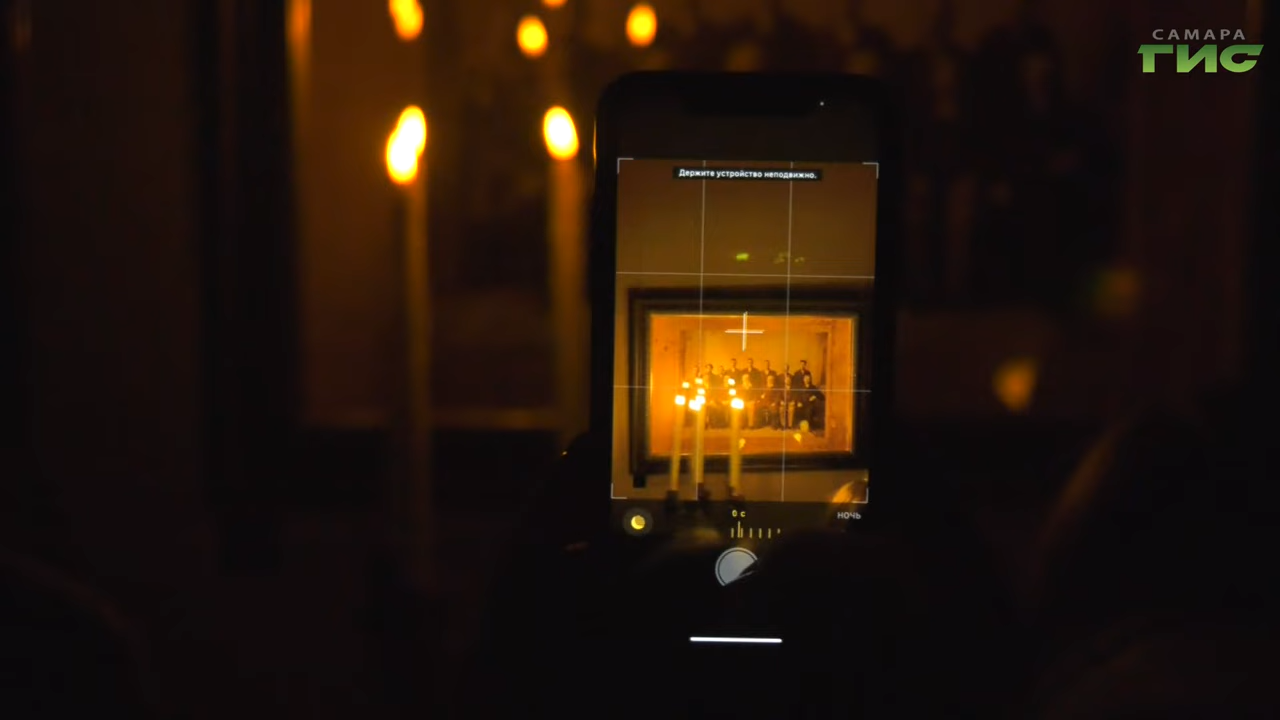 САМАРА
ГИС
Держите устройство неподвижно.
0 с
НОЧЬ